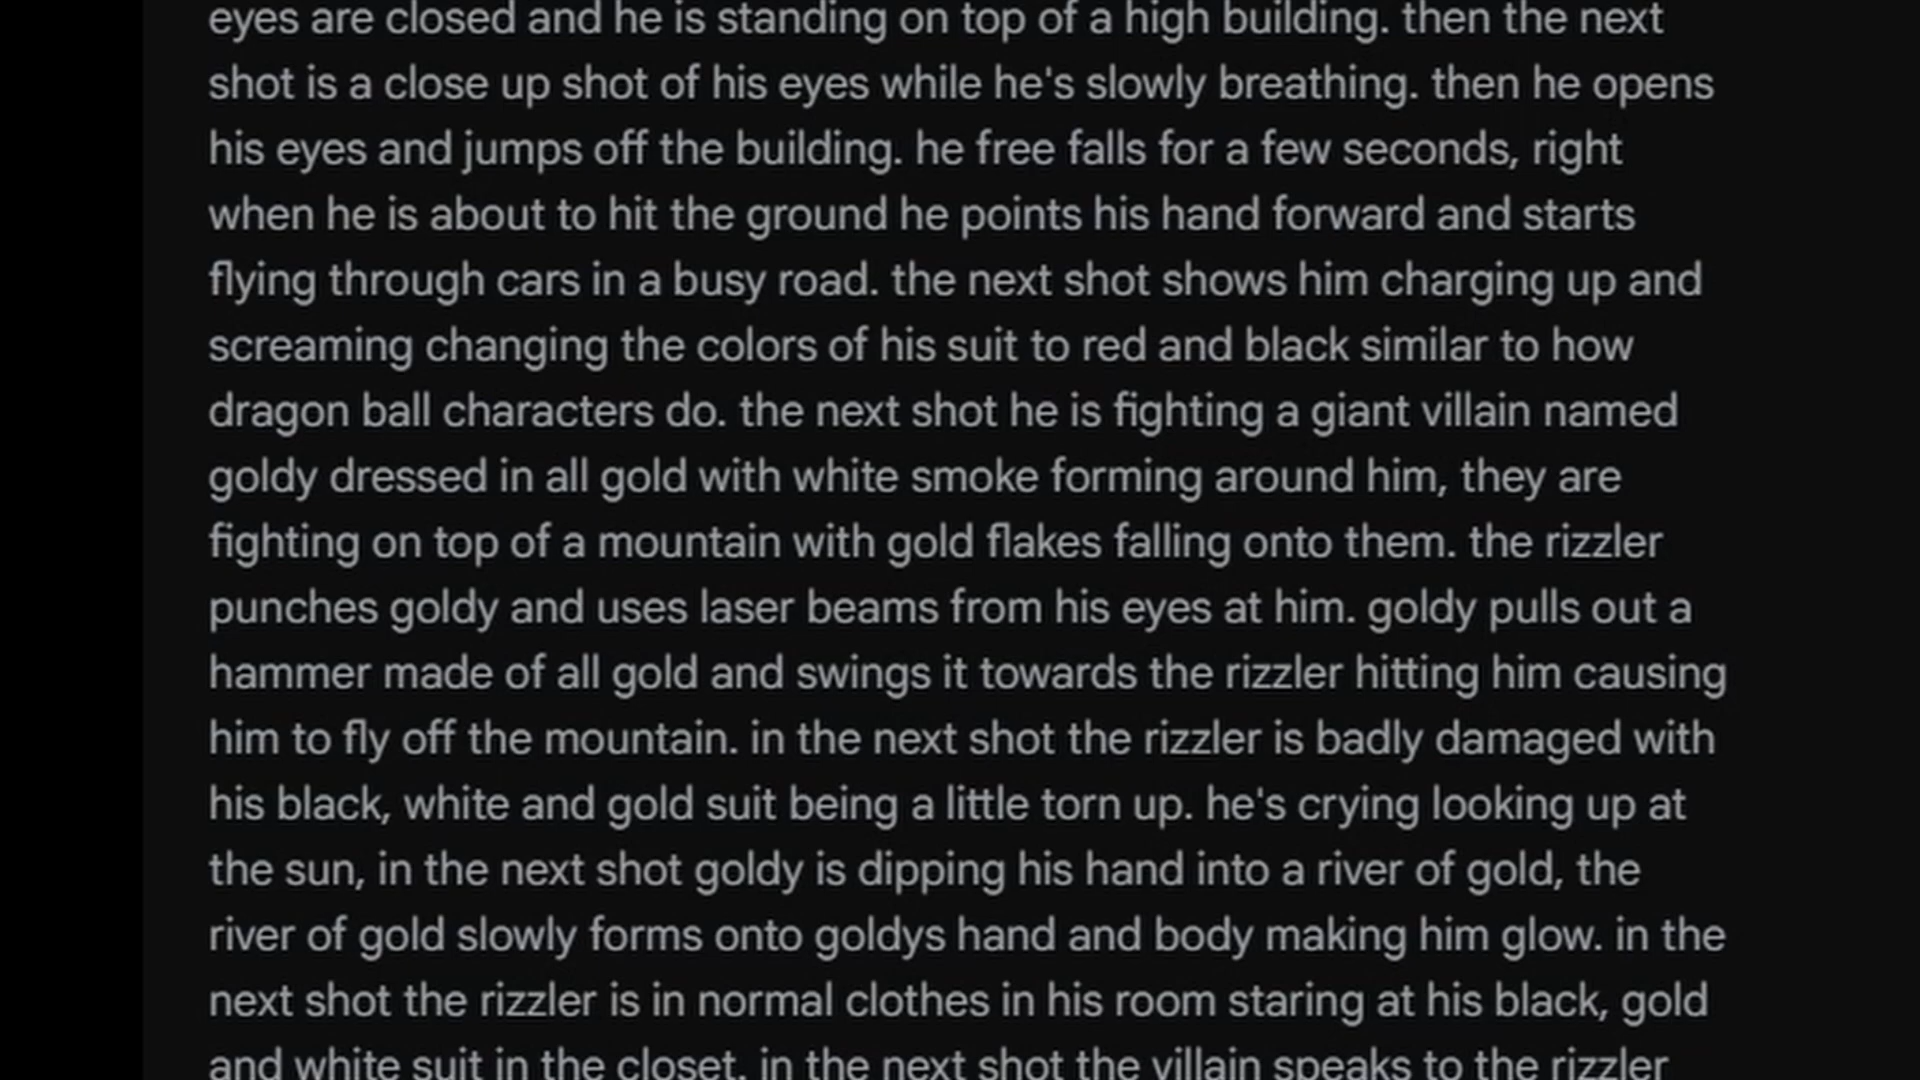 eyes are closed and he is standing on top of a high building. then the next
shot is a close up shot of his eyes while he's slowly breathing. then he opens
his eyes and jumps off the building. he free falls for a few seconds, right
when he is about to hit the ground he points his hand forward and starts
flying through cars in a busy road. the next shot shows him charging up and
screaming changing the colors of his suit to red and black similar to how
dragon ball characters do. the next shot he is fighting a giant villain named
goldy dressed in all gold with white smoke forming around him, they are
fighting on top of a mountain with gold flakes falling onto them. the rizzler
punches goldy and uses laser beams from his eyes at him. goldy pulls out a
hammer made of all gold and swings it towards the rizzler hitting him causing
him to fly off the mountain. in the next shot the rizzler is badly damaged with
his black, white and gold suit being a little torn up. he's crying looking up at
the sun, in the next shot goldy is dipping his hand into a river of gold, the
river of gold slowly forms onto goldys hand and body making him glow. in the
next shot the rizzler is in normal clothes in his room staring at his black, gold
and white suit in the closet. in the next shot the villain speaks to the rizzler